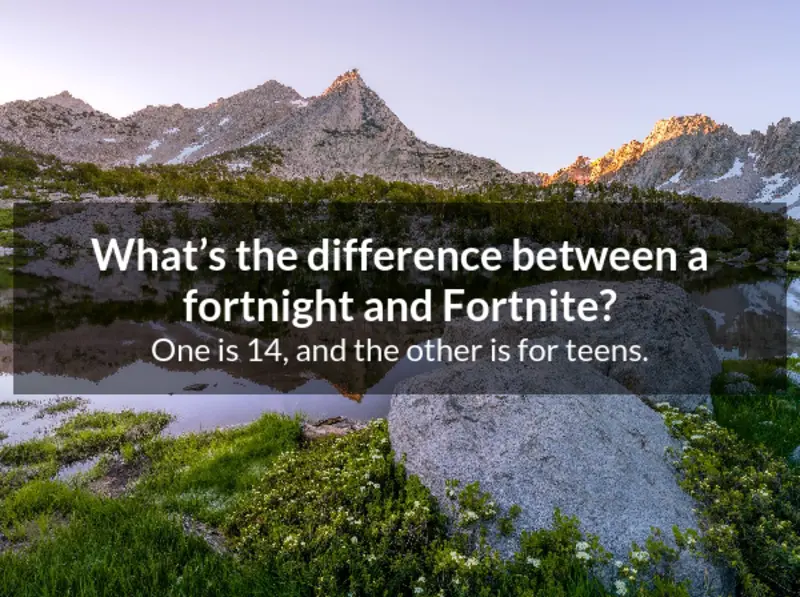 What’s the difference between a
fortnight and Fortnite?
One is 14, and the other is for teens.